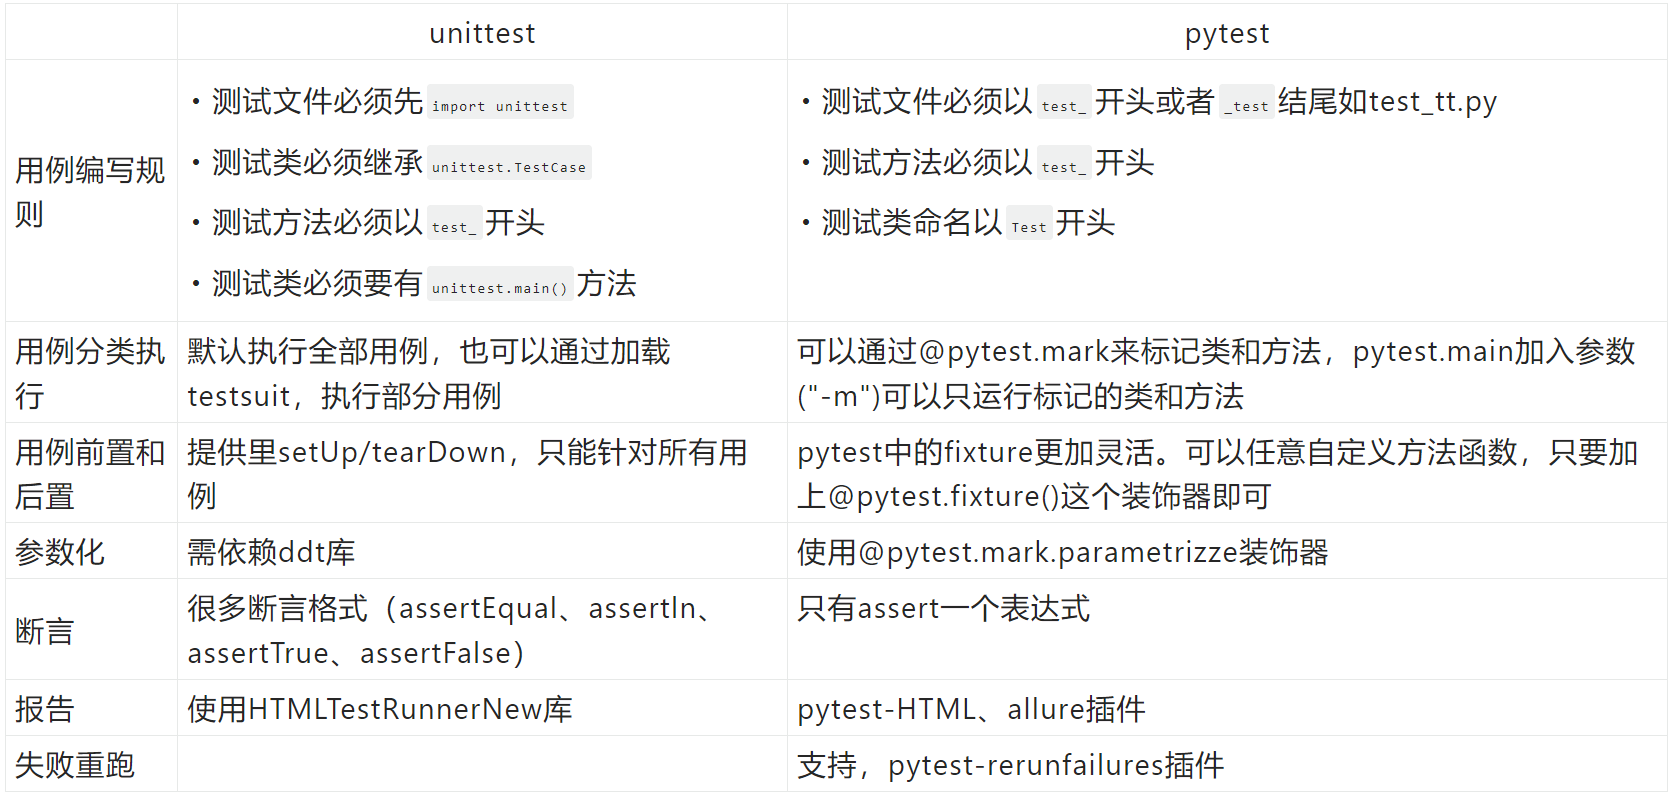 unittest
pytest
用例编写规
则
• 测试文件必须先 import unittest
• 测试类必须继承 unittest.TestCase
• 测试方法必须以 test_ 开头
• 测试类必须要有 unittest.main() 方法
• 测试文件必须以 test_ 开头或者 _test 结尾如test_tt.py
• 测试方法必须以 test_ 开头
• 测试类命名以 Test 开头
用例分类执
行
默认执行全部用例，也可以通过加载
testsuit，执行部分用例
可以通过@pytest.mark来标记类和方法，pytest.main加入参数
("-m")可以只运行标记的类和方法
用例前置和
后置
提供里setUp/tearDown，只能针对所有用
例
pytest中的fixture更加灵活。可以任意自定义方法函数，只要加
上@pytest.fixture()这个装饰器即可
参数化
需依赖ddt库
使用@pytest.mark.parametrizze装饰器
断言
很多断言格式（assertEqual、assertIn、
assertTrue、assertFalse）
只有assert一个表达式
报告
使用HTMLTestRunnerNew库
pytest-HTML、allure插件
失败重跑
支持，pytest-rerunfailures插件